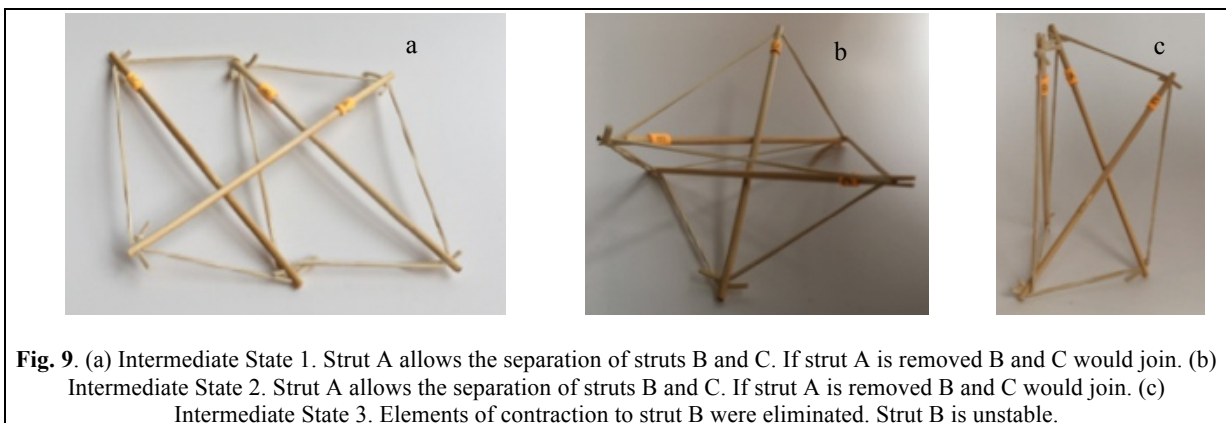 a
b
c
Fig. 9. (a) Intermediate State 1. Strut A allows the separation of struts B and C. If strut A is removed B and C would join. (b)
Intermediate State 2. Strut A allows the separation of struts B and C. If strut A is removed B and C would join. (c)
Intermediate State 3. Elements of contraction to strut B were eliminated. Strut B is unstable.